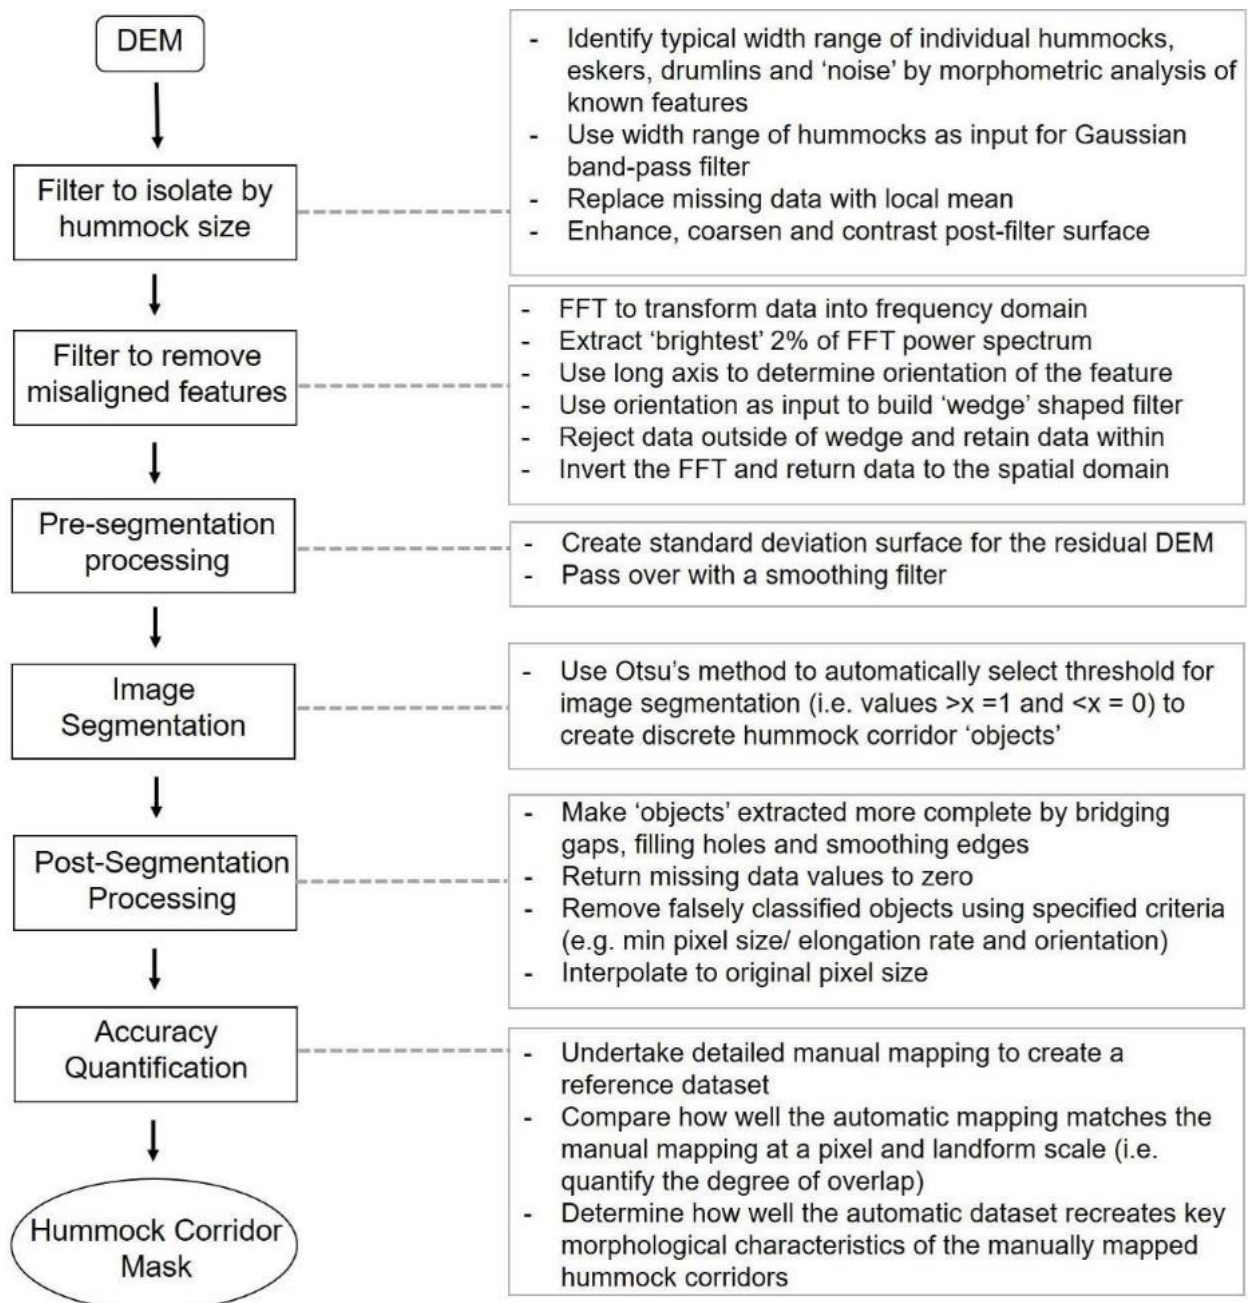 DEM
- Identify typical width range of individual hummocks,
eskers, drumlins and ‘noise’ by morphometric analysis of
known features
- Use width range of hummocks as input for Gaussian
band-pass filter
- Replace missing data with local mean
- Enhance, coarsen and contrast post-filter surface
Filter to isolate by
hummock size
- FFT to transform data into frequency domain
- Extract ‘brightest’ 2% of FFT power spectrum
- Use long axis to determine orientation of the feature
- Use orientation as input to build ‘wedge’ shaped filter
- Reject data outside of wedge and retain data within
- Invert the FFT and return data to the spatial domain
Filter to remove
misaligned features
Pre-segmentation
processing
- Create standard deviation surface for the residual DEM
- Pass over with a smoothing filter
Image
Segmentation
- Use Otsu’s method to automatically select threshold for
image segmentation (i.e. values >x =1 and <x = 0) to
create discrete hummock corridor ‘objects’
Post-Segmentation
Processing
- Make ‘objects’ extracted more complete by bridging
gaps, filling holes and smoothing edges
- Return missing data values to zero
- Remove falsely classified objects using specified criteria
(e.g. min pixel size/ elongation rate and orientation)
- Interpolate to original pixel size
Accuracy
Quantification
- Undertake detailed manual mapping to create a
reference dataset
- Compare how well the automatic mapping matches the
manual mapping at a pixel and landform scale (i.e.
quantify the degree of overlap)
- Determine how well the automatic dataset recreates key
morphological characteristics of the manually mapped
hummock corridors
Hummock Corridor
Mask